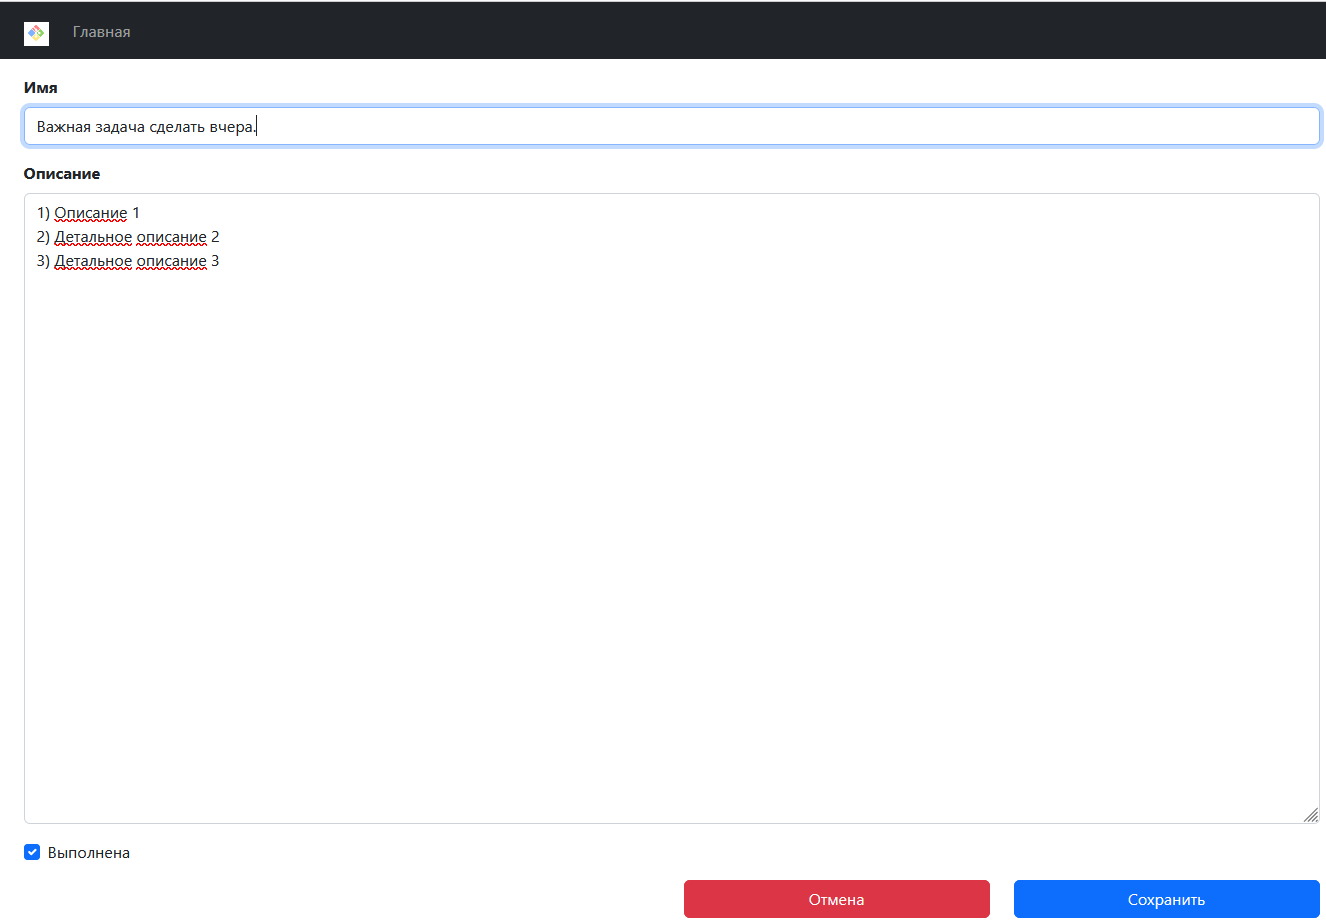 Главная
Имя
Важная задача сделать вчера.
Описание
1) Описание 1
2) Детальное описание 2
3) Детальное описание 3
Выполнена
Отмена
Сохранить